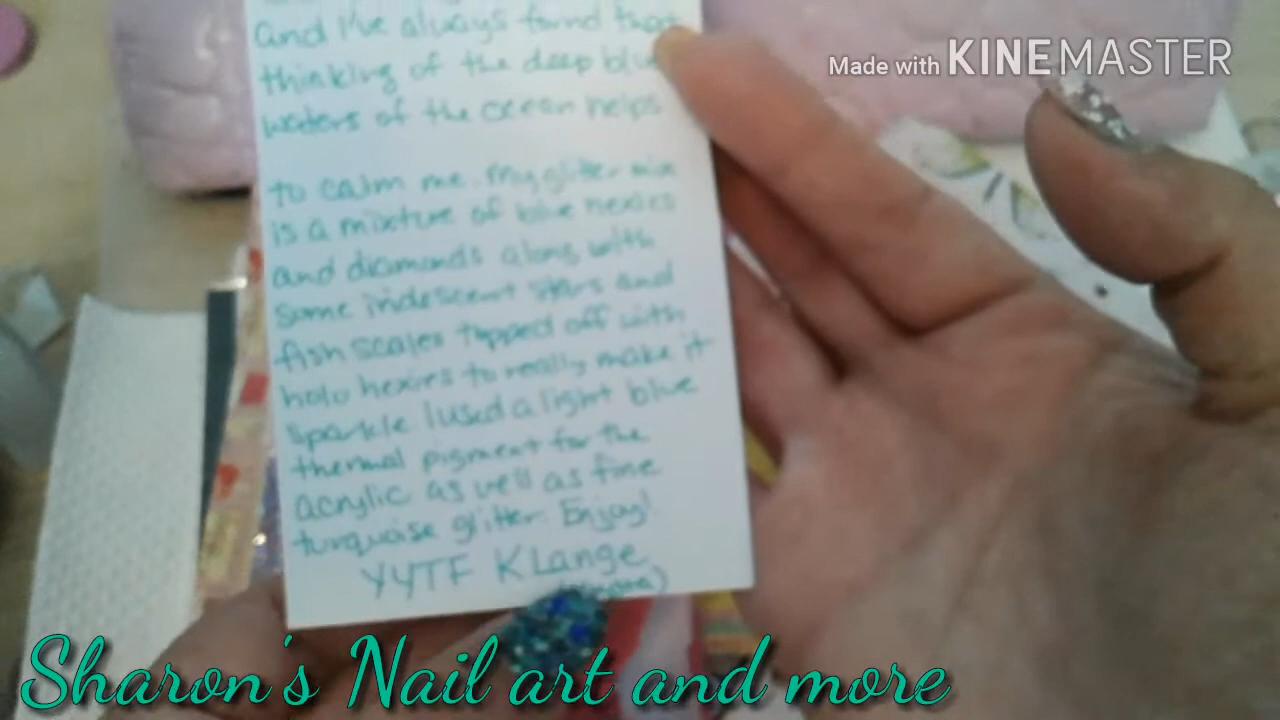 and I've always found that
thinking of the deep blue
waters of the ocean helps
to calm me. My glitter mix
is a mixture of blue hexies
and diamonds along with
some iridescent stars and
fish scales topped off with
holo hexies to really make it
sparkle I used a light blue
thermal pigment for the
acrylic as well as fine
turquoise glitter. Enjoy!
YYTF KLange
Made with KINEMASTER
Sharon's Nail art and more